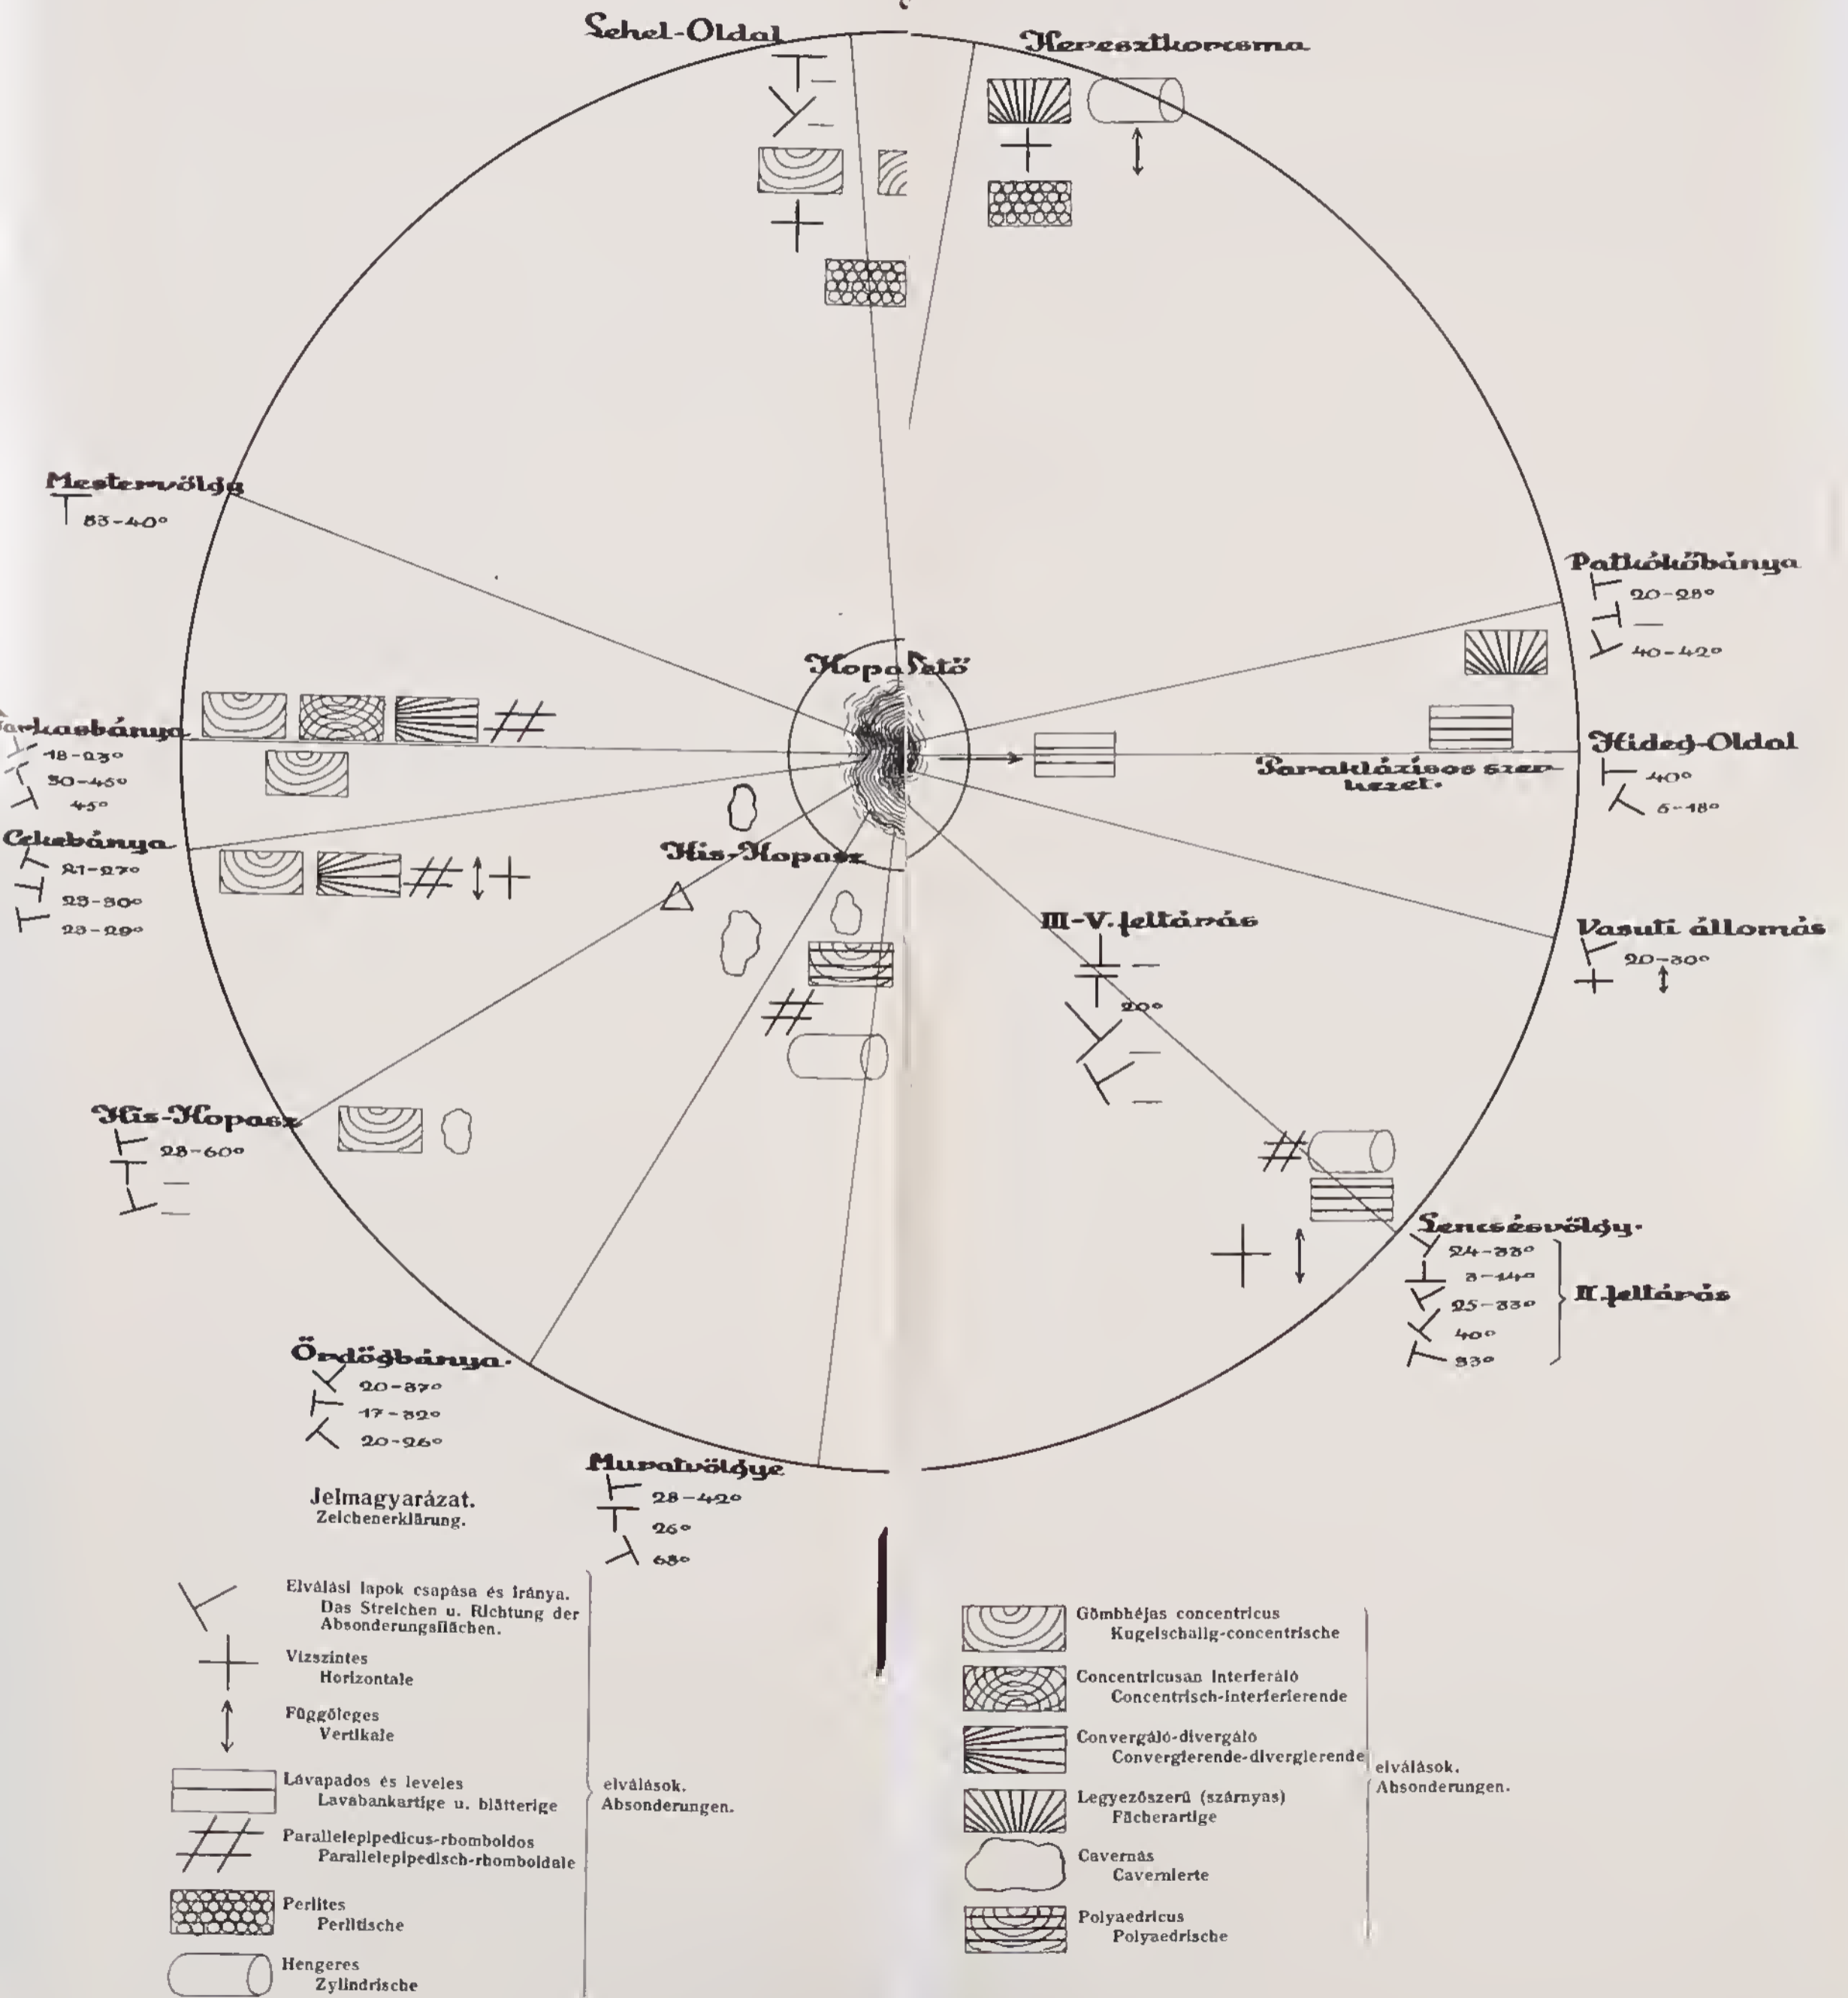 Lehel-Oldal
Keresztkorcsma
Mestervölgy
33-40°
Patkókőbánya
20-28°
40-42°
Kopasztető
Farkasbánya
18-23°
30-45°
45°
Hideg-Oldal
40°
6-18°
Paraklázisos szer-
kezet.
Cekebánya
21-27°
23-30°
23-29°
Kis-Kopasz
III-V. feltárás
20°
Vasuti állomás
20-30°
Kis-Kopasz
28-60°
Lencsésvölgy.
24-33°
3-14°
25-33°
40°
33°
II. feltárás
Ördögbánya.
20-37°
17-32°
20-26°
Muratvölgye
28-42°
26°
68°
Jelmagyarázat.
Zeichenerklärung.
Elválási lapok csapása és iránya.
Das Streichen u. Richtung der
Absonderungsflächen.
Vizszintes
Horizontale
Függőleges
Vertikale
Lávapados és leveles
Lavabankartige u. blätterige
Parallelepipedicus-rhomboldos
Parallelepipedisch-rhomboldale
Perlites
Perlitische
Hengeres
Zylindrische
elválások.
Absonderungen.
Gömbhéjas concentricus
Kugelschalig-concentrische
Concentricusan interferáló
Concentrisch-interferierende
Convergáló-divergáló
Convergierende-divergierende
Legyezőszerű (szárnyas)
Fächerartige
Cavernás
Cavernierte
Polyaedricus
Polyaedrische
elválások.
Absonderungen.